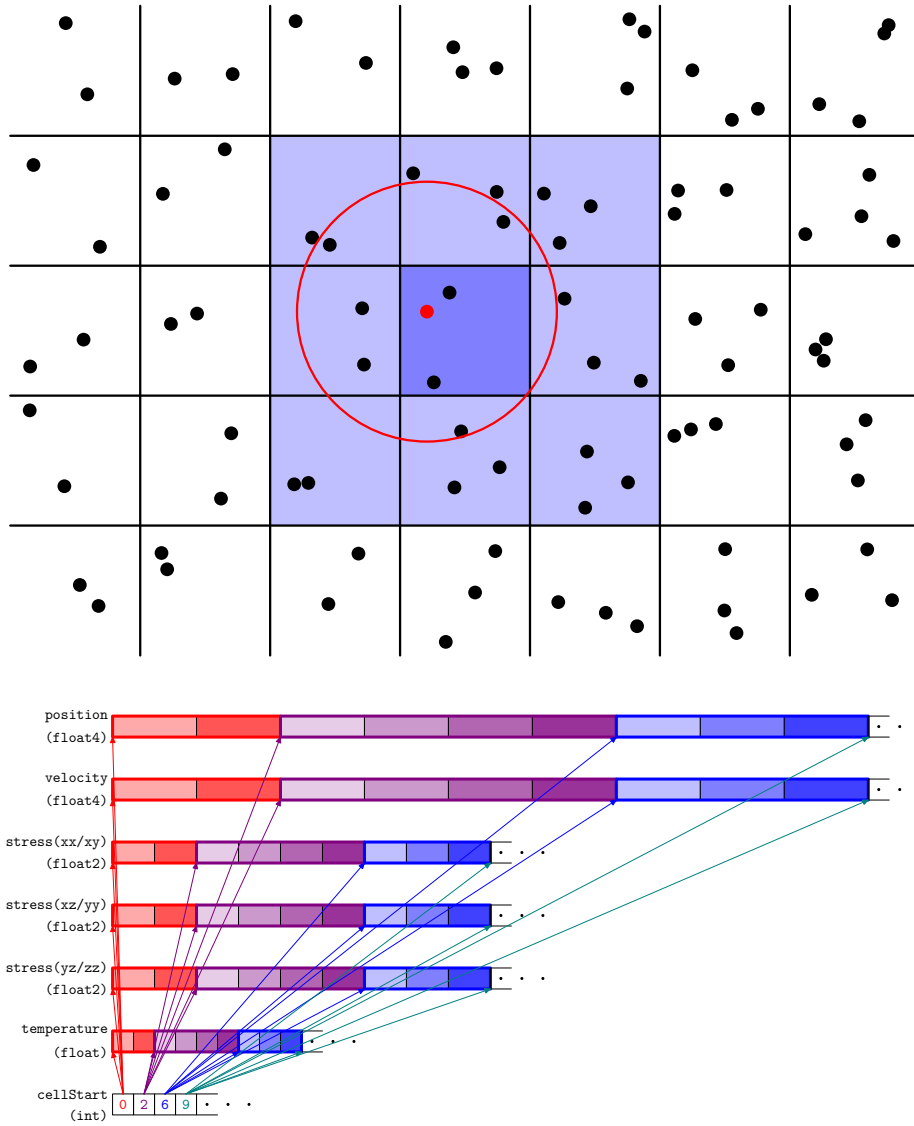 position
(float4)
velocity
(float4)
stress(xx/xy)
(float2)
stress(xz/yy)
(float2)
stress(yz/zz)
(float2)
temperature
(float)
cellStart
(int)
0 2 6 9